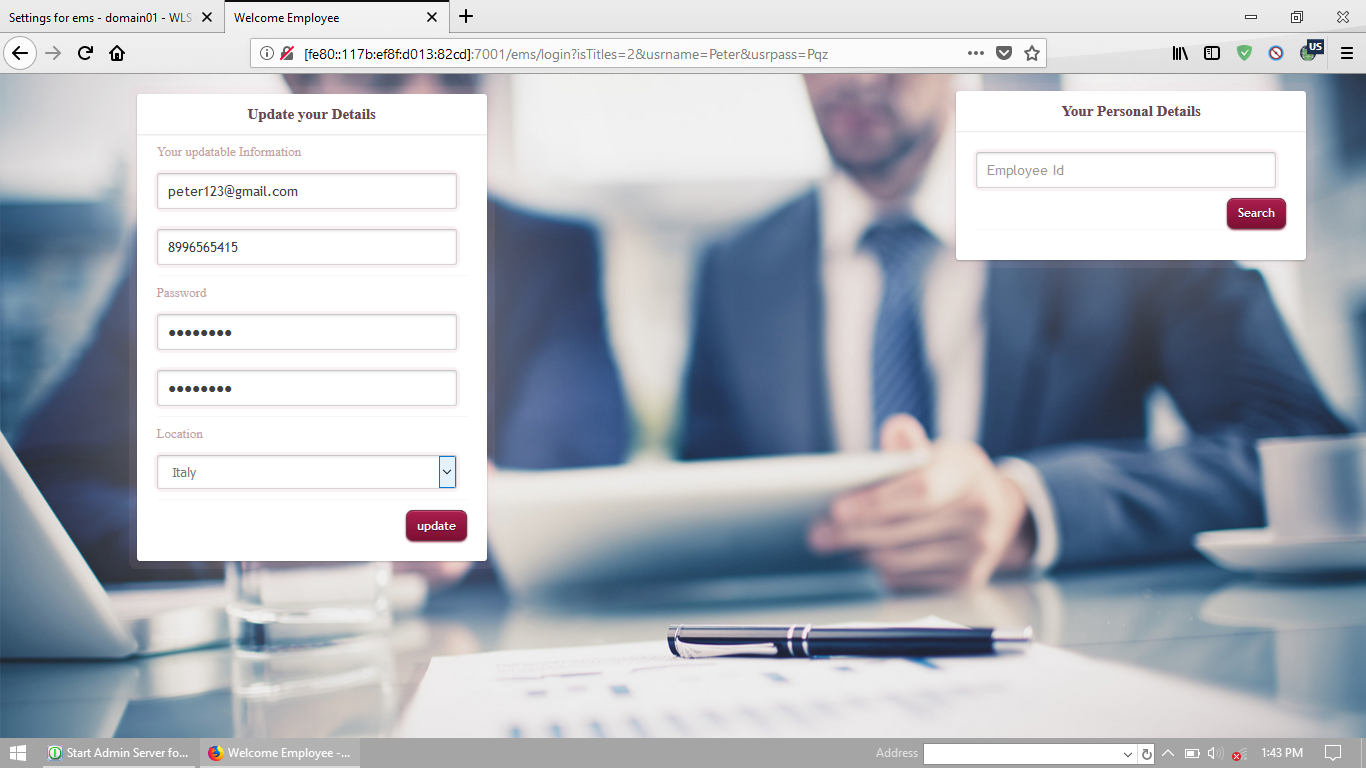 Settings for ems - domain01 - WLS
Welcome Employee
[fe80::117b:ef8f:d013:82cd]:7001/ems/login?isTitles=2&usrname=Peter&usrpass=Pqz
US
Update your Details
Your updatable Information
peter123@gmail.com
8996565415
Password
●●●●●●●●
●●●●●●●●
Location
Italy
update
Your Personal Details
Employee Id
Search
Start Admin Server fo...
Welcome Employee -...
Address
1:43 PM